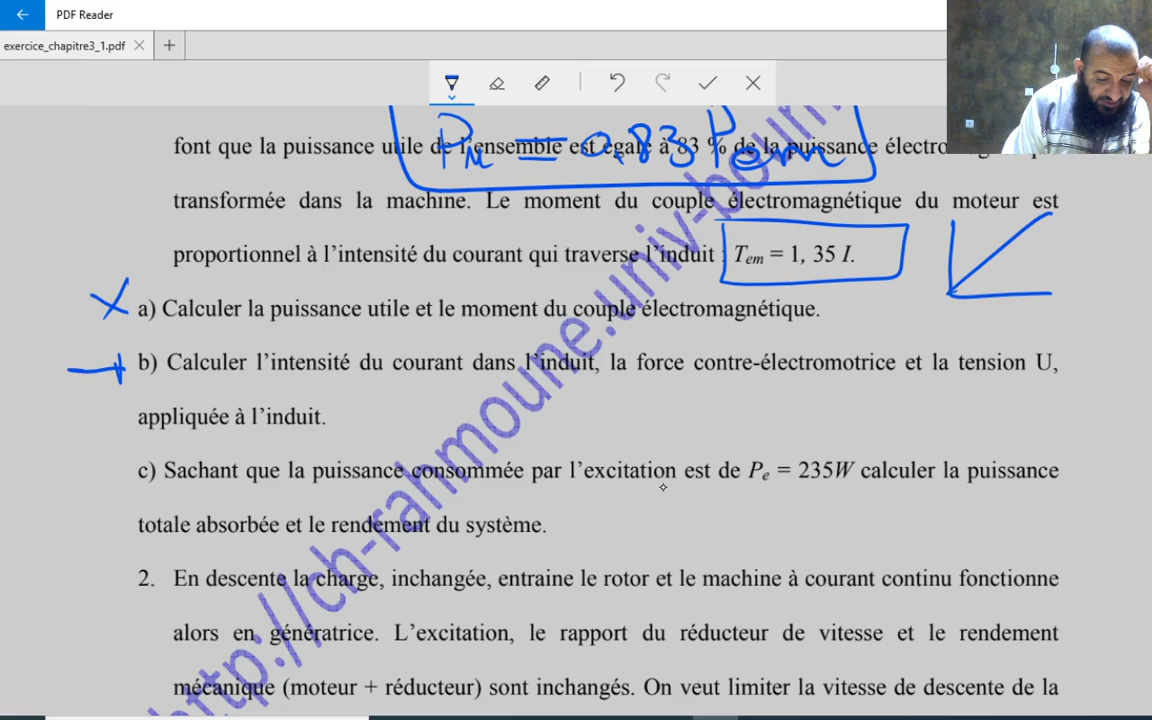 PDF Reader
exercice_chapitre3_1.pdf
Pu = 0,83 Pem
font que la puissance utile de l'ensemble est égale à 83 % de la puissance
transformée dans la machine. Le moment du couple électromagnétique du moteur est
proportionnel à l'intensité du courant qui traverse l'induit : Tem = 1, 35 I.
a) Calculer la puissance utile et le moment du couple électromagnétique.
b) Calculer l'intensité du courant dans l'induit, la force contre-électromotrice et la tension U,
appliquée à l'induit.
c) Sachant que la puissance consommée par l'excitation est de Pe = 235W calculer la puissance
totale absorbée et le rendement du système.
2. En descente la charge, inchangée, entraine le rotor et le machine à courant continu fonctionne
alors en génératrice. L'excitation, le rapport du réducteur de vitesse et le rendement
mécanique (moteur + réducteur) sont inchangés. On veut limiter la vitesse de descente de la
http://ch-rahmoune.univ-boum